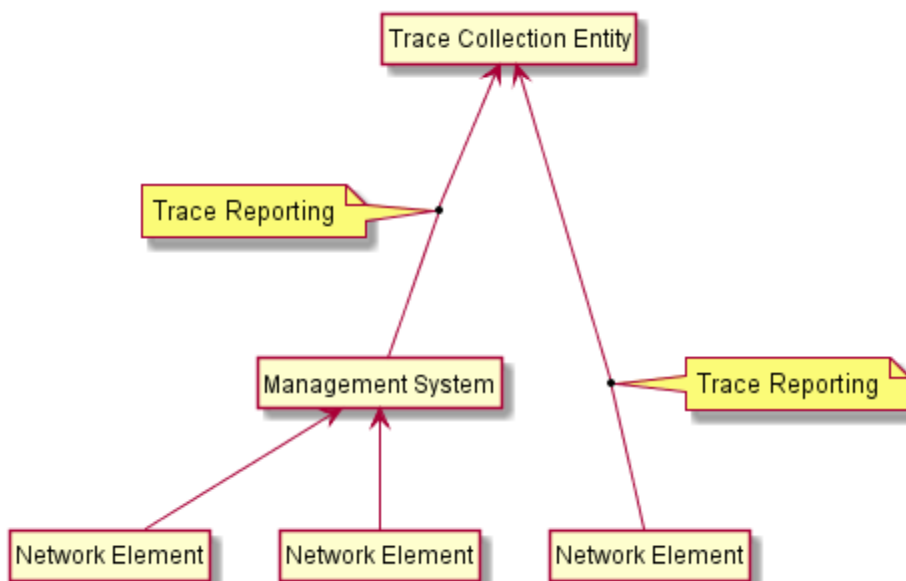 Trace Collection Entity
Trace Reporting
Management System
Trace Reporting
Network Element
Network Element
Network Element